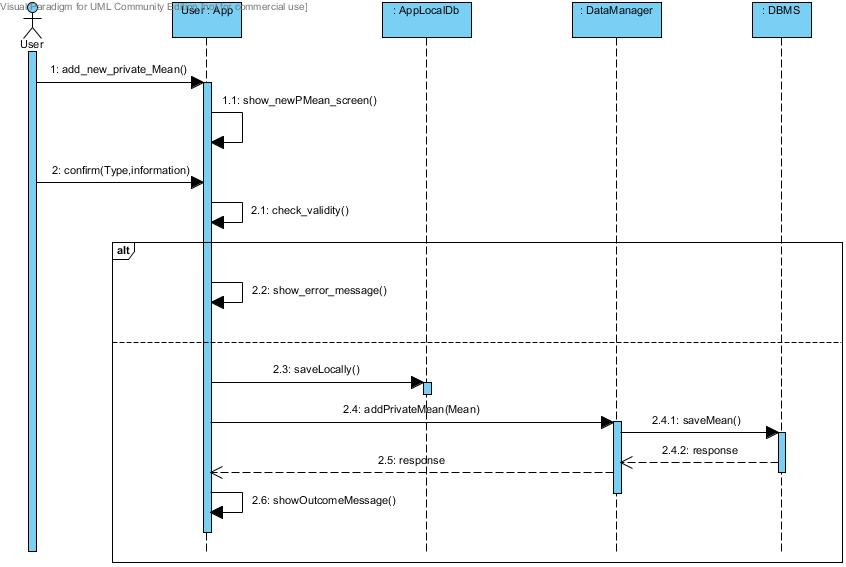 Visual Paradigm for UML Community Edition [not for commercial use]
User : App
: AppLocalDb
: DataManager
: DBMS
User
1: add_new_private_Mean()
1.1: show_newPMean_screen()
2: confirm(Type,information)
2.1: check_validity()
alt
2.2: show_error_message()
2.3: saveLocally()
2.4: addPrivateMean(Mean)
2.4.1: saveMean()
2.4.2: response
2.5: response
2.6: showOutcomeMessage()